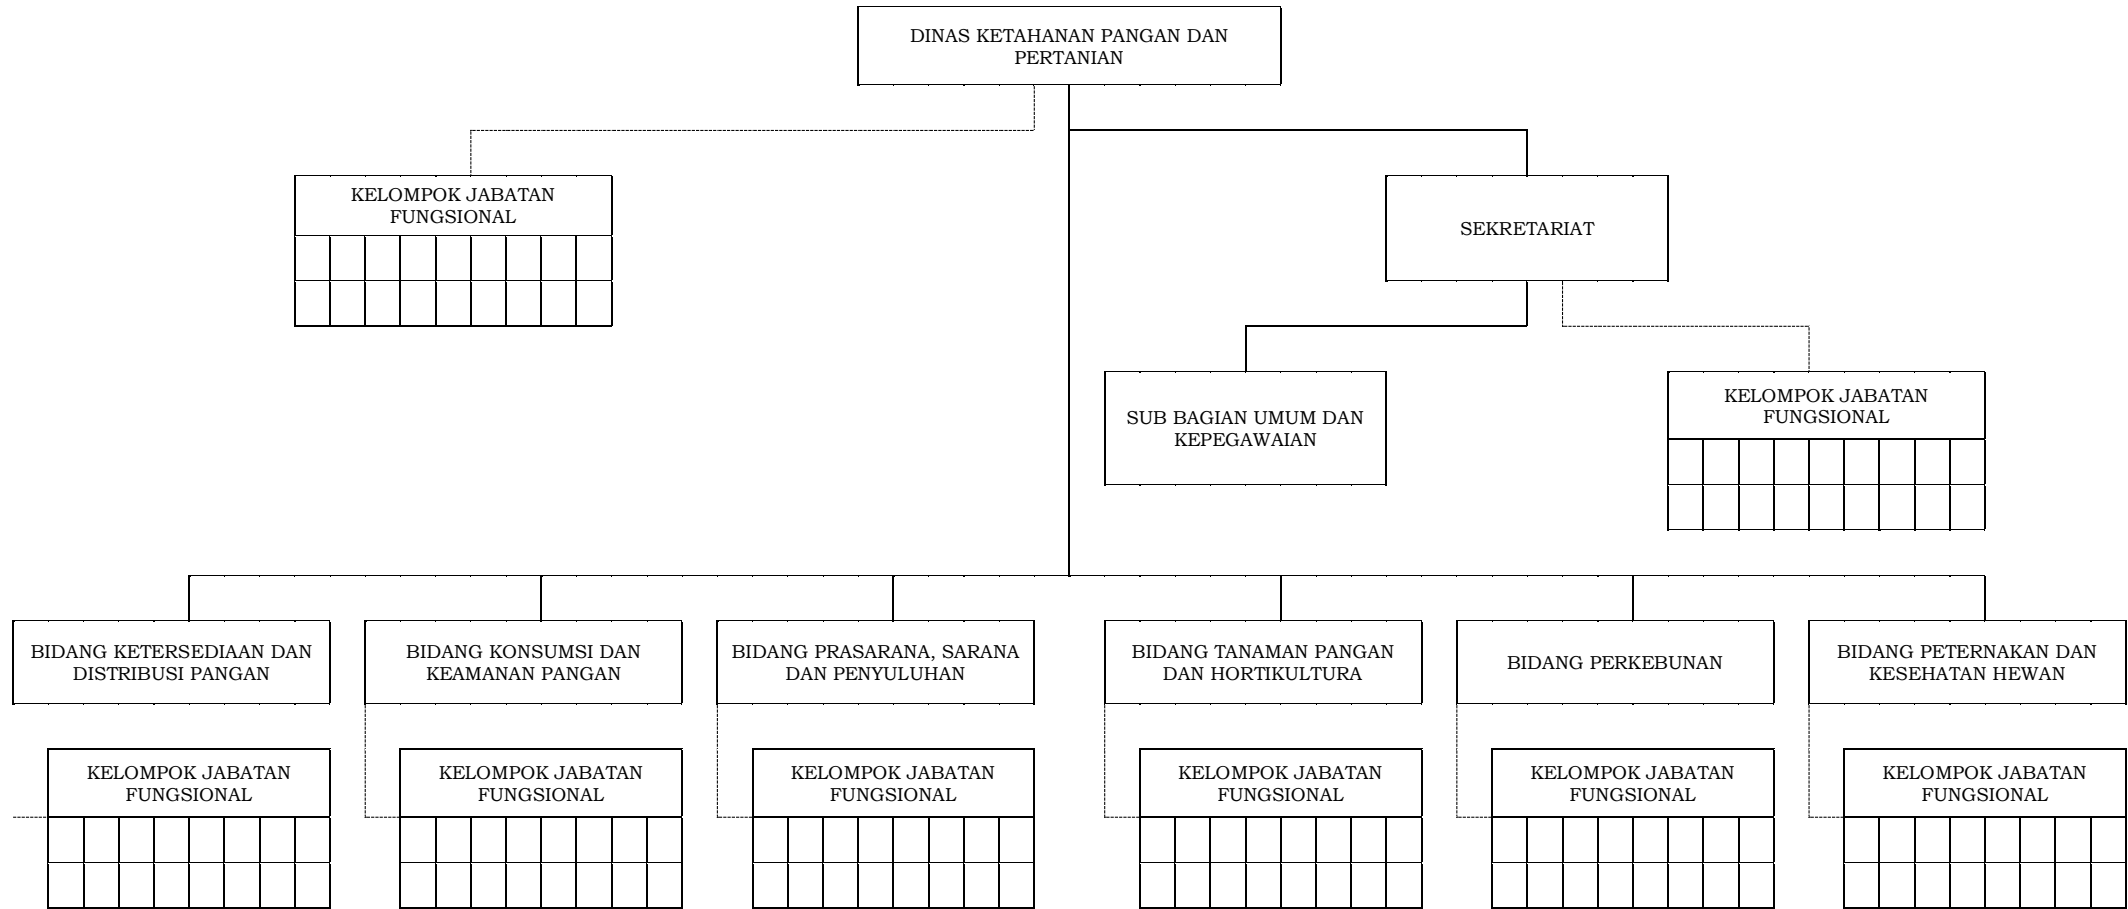 DINAS KETAHANAN PANGAN DAN
PERTANIAN
KELOMPOK JABATAN
FUNGSIONAL
SEKRETARIAT
SUB BAGIAN UMUM DAN
KEPEGAWAIAN
KELOMPOK JABATAN
FUNGSIONAL
BIDANG KETERSEDIAAN DAN
DISTRIBUSI PANGAN
BIDANG KONSUMSI DAN
KEAMANAN PANGAN
BIDANG PRASARANA, SARANA
DAN PENYULUHAN
BIDANG TANAMAN PANGAN
DAN HORTIKULTURA
BIDANG PERKEBUNAN
BIDANG PETERNAKAN DAN
KESEHATAN HEWAN
KELOMPOK JABATAN
FUNGSIONAL
KELOMPOK JABATAN
FUNGSIONAL
KELOMPOK JABATAN
FUNGSIONAL
KELOMPOK JABATAN
FUNGSIONAL
KELOMPOK JABATAN
FUNGSIONAL
KELOMPOK JABATAN
FUNGSIONAL